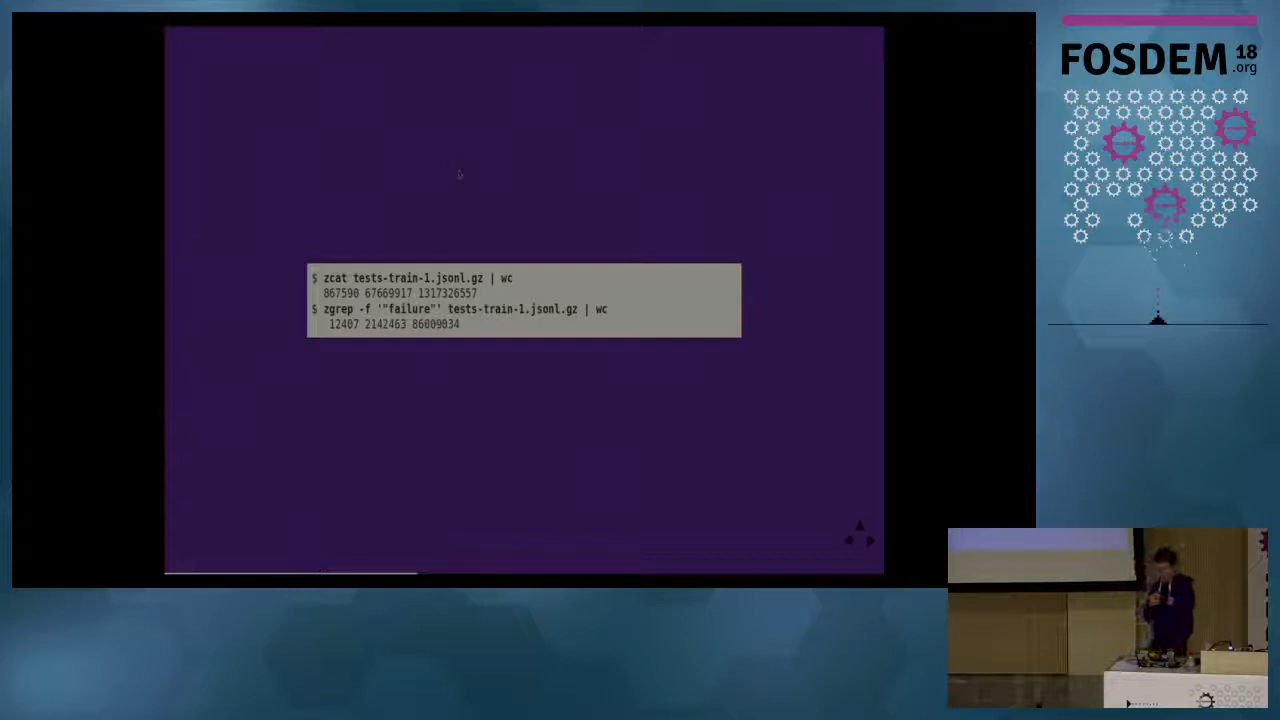 FOSDEM 18
.org
$ zcat tests-train-1.jsonl.gz | wc
867590 67669917 1317326557
$ zgrep -f '"failure"' tests-train-1.jsonl.gz | wc
12407 2142463 86009034